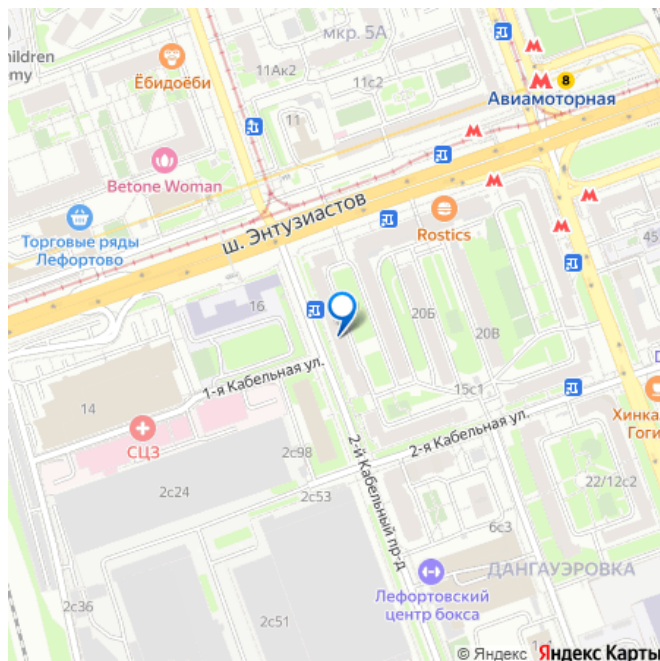 мкр. 5А
hildren
emy
Ёбидоёби
11Ак2
11с2
8
Авиамоторная
11
Betone Woman
ш. Энтузиастов
Rostics
Торговые ряды
Лефортово
45
16
20Б
20В
1-я Кабельная ул.
15с1
14
Хинка
Гоги
СЦЗ
2с98
2-я Кабельная ул.
2-й Кабельный пр-д
2с24
2с53
22/12с2
6с3
ДАНГАУЭРОВКА
Лефортовский
центр бокса
2с36
2с51
© Яндекс Яндекс Карты